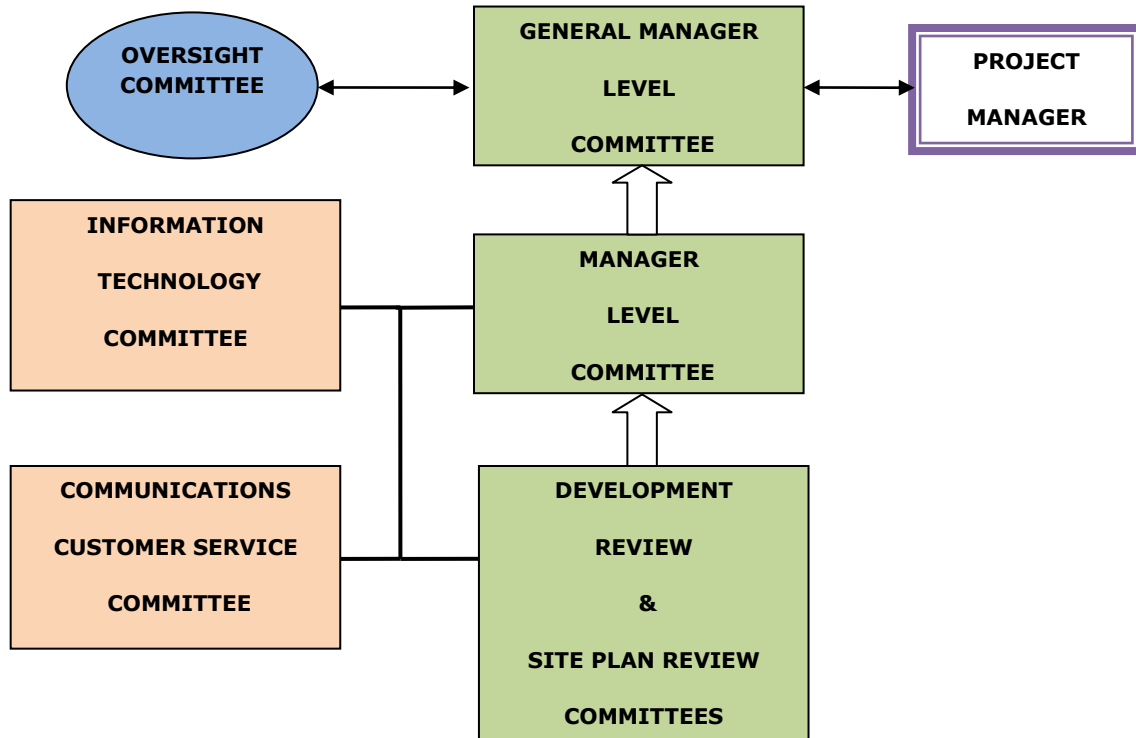 OVERSIGHT
COMMITTEE
GENERAL MANAGER
LEVEL
COMMITTEE
PROJECT
MANAGER
INFORMATION
TECHNOLOGY
COMMITTEE
MANAGER
LEVEL
COMMITTEE
COMMUNICATIONS
CUSTOMER SERVICE
COMMITTEE
DEVELOPMENT
REVIEW
&
SITE PLAN REVIEW
COMMITTEES